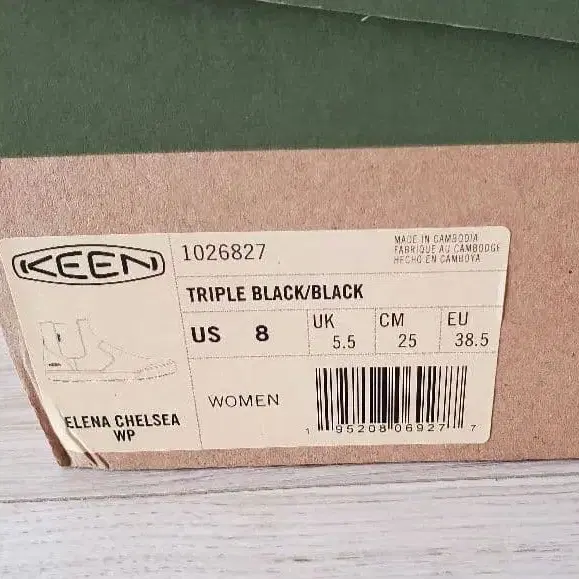 KEEN
1026827
MADE IN CAMBODIA
FABRIQUE AU CAMBODGE
HECHO EN CAMBOYA
TRIPLE BLACK/BLACK
US 8
UK 5.5
CM 25
EU 38.5
WOMEN
ELENA CHELSEA
WP
1 95208 06927 7